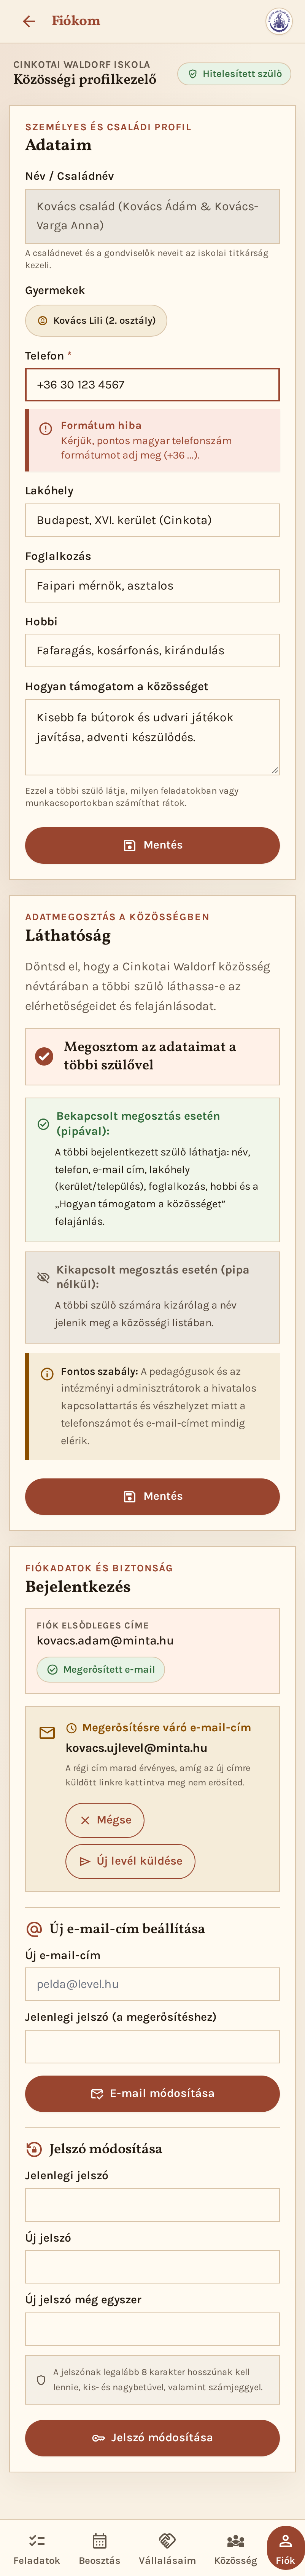 Fiókom
CINKOTAI WALDORF ISKOLA
Közösségi profilkezelő
Hitelesített szülő
SZEMÉLYES ÉS CSALÁDI PROFIL
Adataim
Név / Családnév
Kovács család (Kovács Ádám & Kovács-
Varga Anna)
A családnevet és a gondviselők neveit az iskolai titkárság
kezeli.
Gyermekek
Kovács Lili (2. osztály)
Telefon *
+36 30 123 4567
Formátum hiba
Kérjük, pontos magyar telefonszám
formátumot adj meg (+36 ...).
Lakóhely
Budapest, XVI. kerület (Cinkota)
Foglalkozás
Faipari mérnök, asztalos
Hobbi
Fafaragás, kosárfonás, kirándulás
Hogyan támogatom a közösséget
Kisebb fa bútorok és udvari játékok
javítása, adventi készülődés.
Ezzel a többi szülő látja, milyen feladatokban vagy
munkacsoportokban számíthat rátok.
Mentés
ADATMEGOSZTÁS A KÖZÖSSÉGBEN
Láthatóság
Döntsd el, hogy a Cinkotai Waldorf közösség
névtárában a többi szülő láthassa-e az
elérhetőségeidet és felajánlásodat.
Megosztom az adataimat a
többi szülővel
Bekapcsolt megosztás esetén
(pipával):
A többi bejelentkezett szülő láthatja: név,
telefon, e-mail cím, lakóhely
(kerület/település), foglalkozás, hobbi és a
„Hogyan támogatom a közösséget”
felajánlás.
Kikapcsolt megosztás esetén (pipa
nélkül):
A többi szülő számára kizárólag a név
jelenik meg a közösségi listában.
Fontos szabály: A pedagógusok és az
intézményi adminisztrátorok a hivatalos
kapcsolattartás és vészhelyzet miatt a
telefonszámot és e-mail-címet mindig
elérik.
Mentés
FIÓKADATOK ÉS BIZTONSÁG
Bejelentkezés
FIÓK ELSŐDLEGES CÍME
kovacs.adam@minta.hu
Megerősített e-mail
Megerősítésre váró e-mail-cím
kovacs.ujlevel@minta.hu
A régi cím marad érvényes, amíg az új címre
küldött linkre kattintva meg nem erősíted.
Mégse
Új levél küldése
Új e-mail-cím beállítása
Új e-mail-cím
pelda@level.hu
Jelenlegi jelszó (a megerősítéshez)
E-mail módosítása
Jelszó módosítása
Jelenlegi jelszó
Új jelszó
Új jelszó még egyszer
A jelszónak legalább 8 karakter hosszúnak kell
lennie, kis- és nagybetűvel, valamint számjeggyel.
Jelszó módosítása
Feladatok
Beosztás
Vállalásaim
Közösség
Fiók